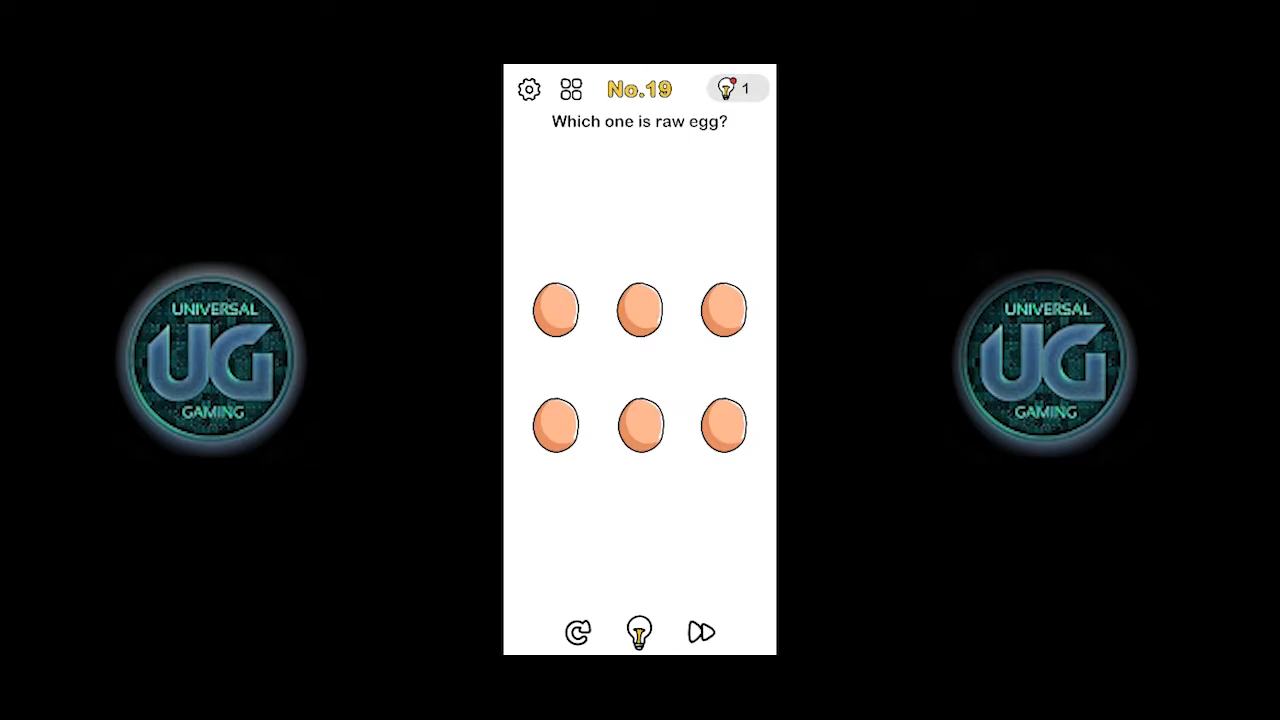 No.19
1
Which one is raw egg?
UNIVERSAL
UG
GAMING
UNIVERSAL
UG
GAMING